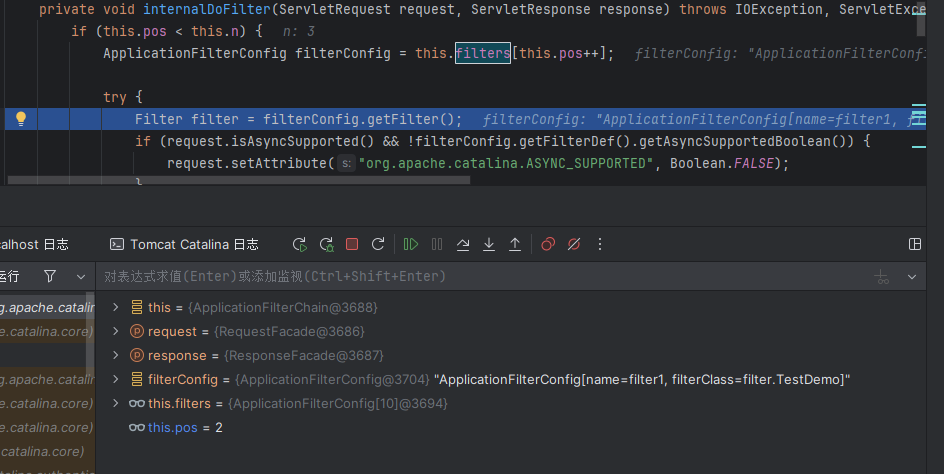 private void internalDoFilter(ServletRequest request, ServletResponse response) throws IOException, ServletExce
if (this.pos < this.n) { n: 3
ApplicationFilterConfig filterConfig = this.filters[this.pos++]; filterConfig: "ApplicationFilterConfi
try {
Filter filter = filterConfig.getFilter(); filterConfig: "ApplicationFilterConfig[name=filter1, fi
if (request.isAsyncSupported() && !filterConfig.getFilterDef().getAsyncSupportedBoolean()) {
request.setAttribute( s: "org.apache.catalina.ASYNC_SUPPORTED", Boolean.FALSE);
}
calhost 日志 Tomcat Catalina 日志
运行 对表达式求值(Enter)或添加监视(Ctrl+Shift+Enter)
g.apache.catalin this = {ApplicationFilterChain@3688}
e.catalina.core) request = {RequestFacade@3686}
response = {ResponseFacade@3687}
g.apache.catalin filterConfig = {ApplicationFilterConfig@3704} "ApplicationFilterConfig[name=filter1, filterClass=filter.TestDemo]"
e.catalina.core) this.filters = {ApplicationFilterConfig[10]@3694}
e.catalina.core) this.pos = 2
.catalina.core)